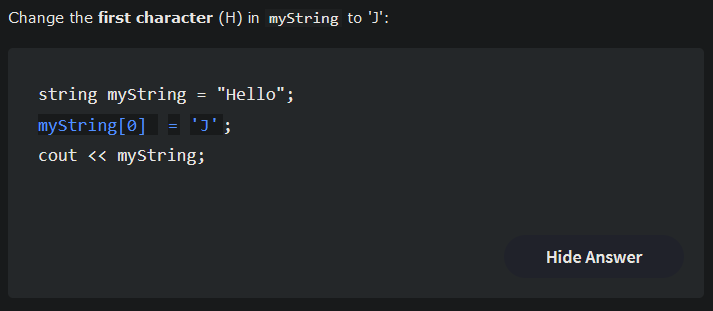 Change the first character (H) in myString to 'J':
string myString = "Hello";
myString[0] = 'J';
cout << myString;
Hide Answer